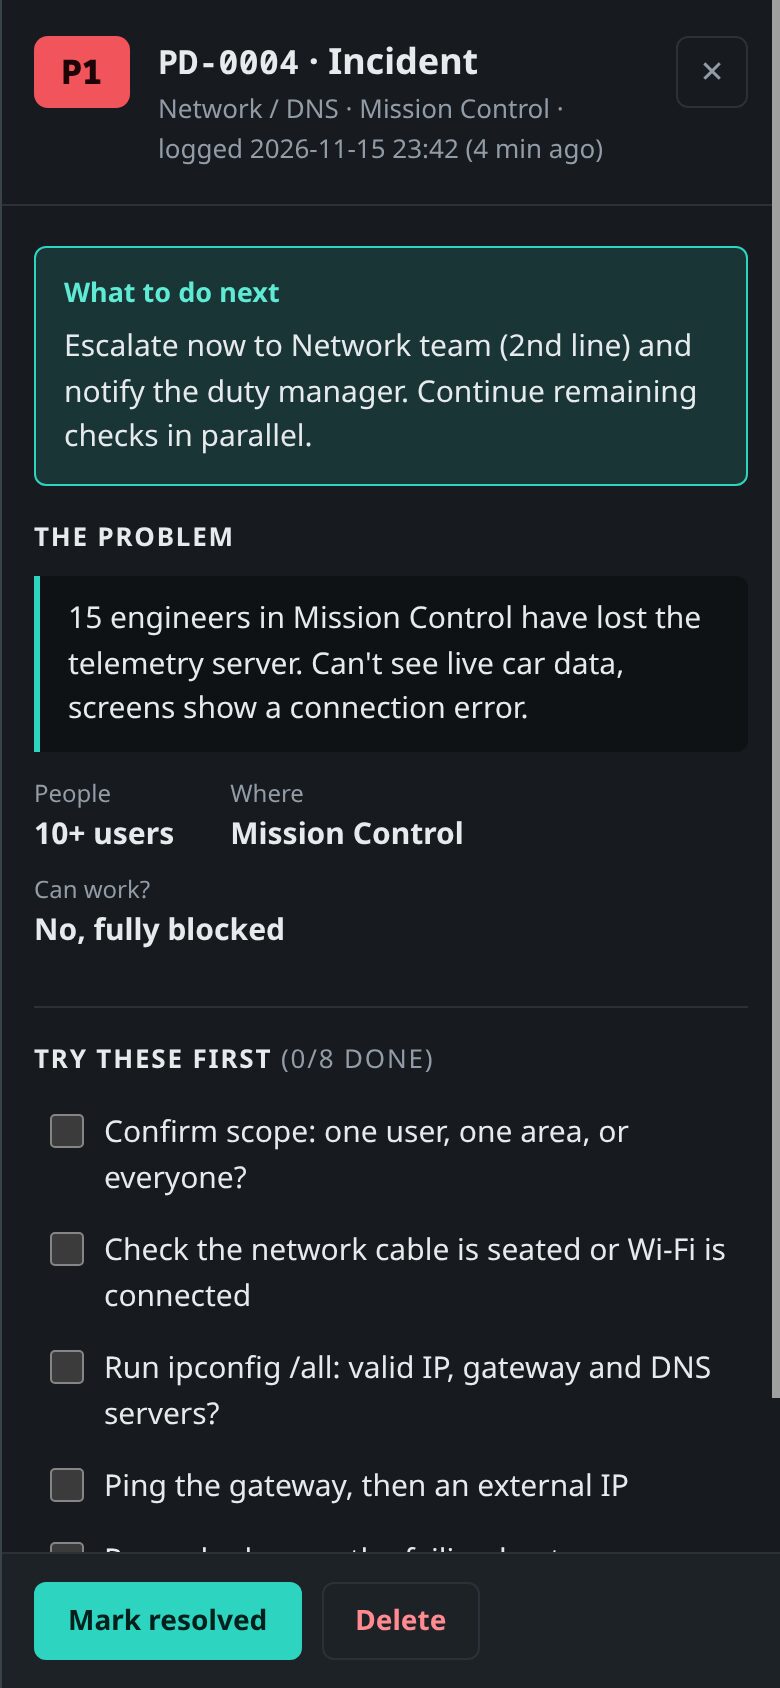 P1
PD-0004 · Incident
Network / DNS · Mission Control ·
logged 2026-11-15 23:42 (4 min ago)
✕
What to do next
Escalate now to Network team (2nd line) and
notify the duty manager. Continue remaining
checks in parallel.
THE PROBLEM
15 engineers in Mission Control have lost the
telemetry server. Can't see live car data,
screens show a connection error.
People Where
10+ users Mission Control
Can work?
No, fully blocked
TRY THESE FIRST (0/8 DONE)
Confirm scope: one user, one area, or
everyone?
Check the network cable is seated or Wi-Fi is
connected
Run ipconfig /all: valid IP, gateway and DNS
servers?
Ping the gateway, then an external IP
Mark resolved Delete